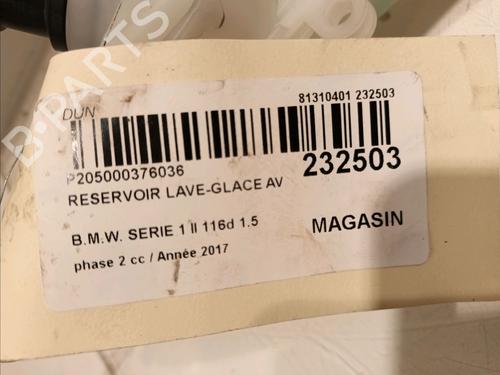 B-PARTS
DUN
81310401 232503
P205000376036
232503
RESERVOIR LAVE-GLACE AV
B.M.W. SERIE 1 II 116d 1.5
MAGASIN
phase 2 cc / Année 2017